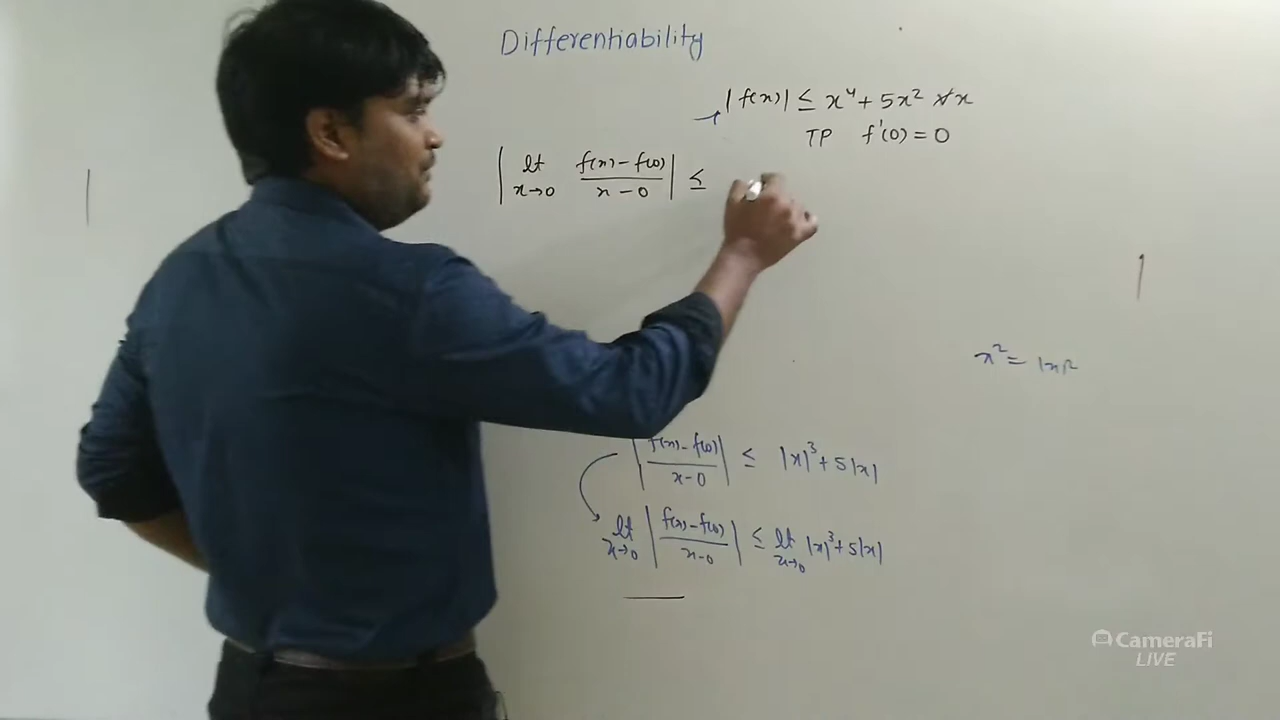 Differentiability
|f(x)| ≤ x⁴ + 5x² ∀x
TP f'(0) = 0
| lt x→0 f(x) - f(0) / x - 0 | ≤
x² = |x|²
| f(x) - f(0) / x - 0 | ≤ |x|³ + 5|x|
lt x→0 | f(x) - f(0) / x - 0 | ≤ lt x→0 |x|³ + 5|x|
CameraFi
LIVE